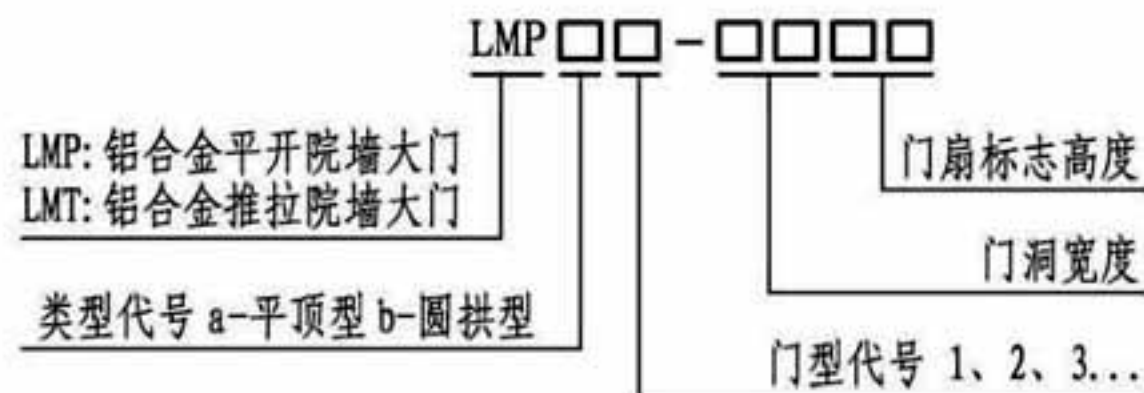 LMP□□-□□□□
LMP:铝合金平开院墙大门
LMT:铝合金推拉院墙大门
门扇标志高度
门洞宽度
类型代号 a-平顶型 b-圆拱型
门型代号 1、2、3...